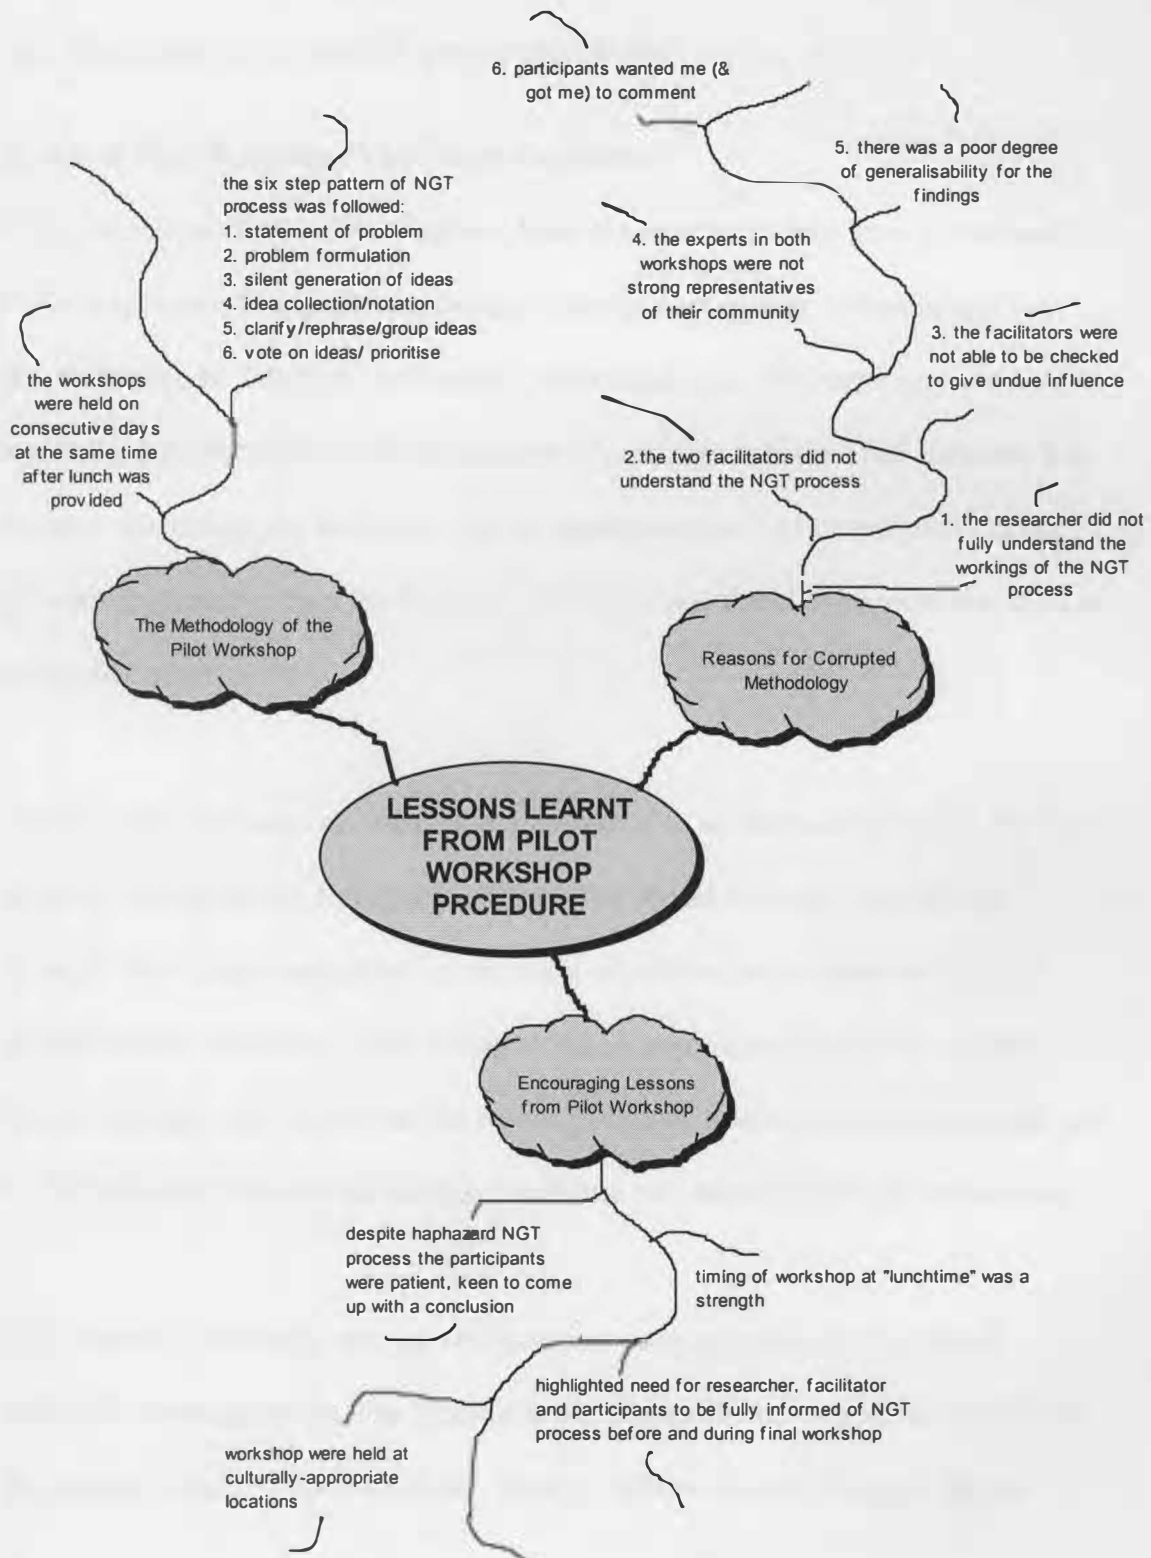 6. participants wanted me (&
got me) to comment
the six step pattern of NGT
process was followed:
1. statement of problem
2. problem formulation
3. silent generation of ideas
4. idea collection/notation
5. clarify/rephrase/group ideas
6. vote on ideas/ prioritise
the workshops
were held on
consecutive days
at the same time
after lunch was
provided
5. there was a poor degree
of generalisability for the
findings
4. the experts in both
workshops were not
strong representatives
of their community
3. the facilitators were
not able to be checked
to give undue influence
2.the two facilitators did not
understand the NGT process
1. the researcher did not
fully understand the
workings of the NGT
process
The Methodology of the
Pilot Workshop
Reasons for Corrupted
Methodology
LESSONS LEARNT
FROM PILOT
WORKSHOP
PRCEDURE
Encouraging Lessons
from Pilot Workshop
despite haphazard NGT
process the participants
were patient, keen to come
up with a conclusion
timing of workshop at "lunchtime" was a
strength
highlighted need for researcher, facilitator
and participants to be fully informed of NGT
process before and during final workshop
workshop were held at
culturally-appropriate
locations